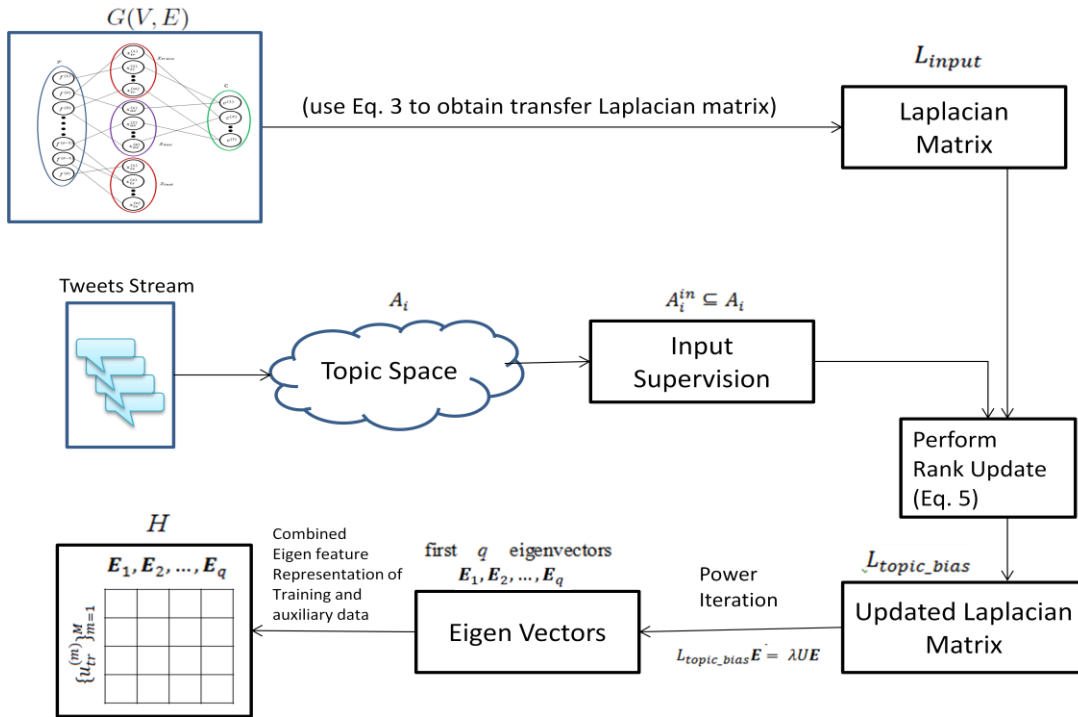 G(V, E)
F
C
(use Eq. 3 to obtain transfer Laplacian matrix)
L_input
Laplacian
Matrix
Tweets Stream
A_i
Topic Space
A_i^in ⊆ A_i
Input
Supervision
Perform
Rank Update
(Eq. 5)
L_topic_bias
Updated Laplacian
Matrix
Power
Iteration
L_topic_bias E = λUE
first q eigenvectors
E_1, E_2, ..., E_q
Eigen Vectors
Combined
Eigen feature
Representation of
Training and
auxiliary data
H
E_1, E_2, ..., E_q
{u_tr^(m)}_{m=1}^M